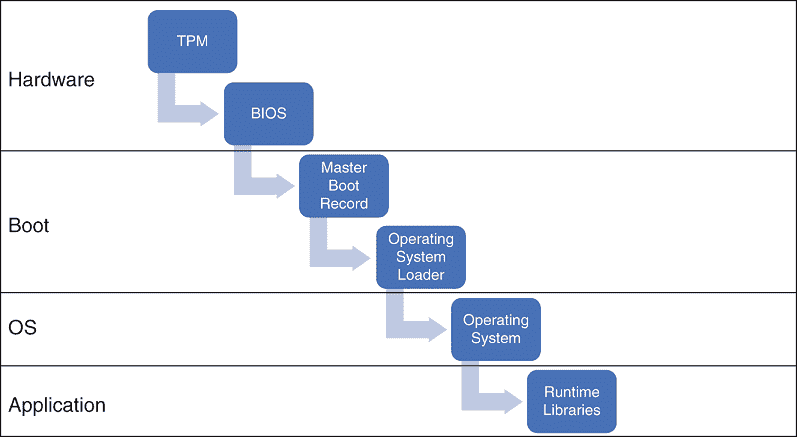 Hardware
TPM
BIOS
Boot
Master
Boot
Record
Operating
System
Loader
OS
Operating
System
Application
Runtime
Libraries